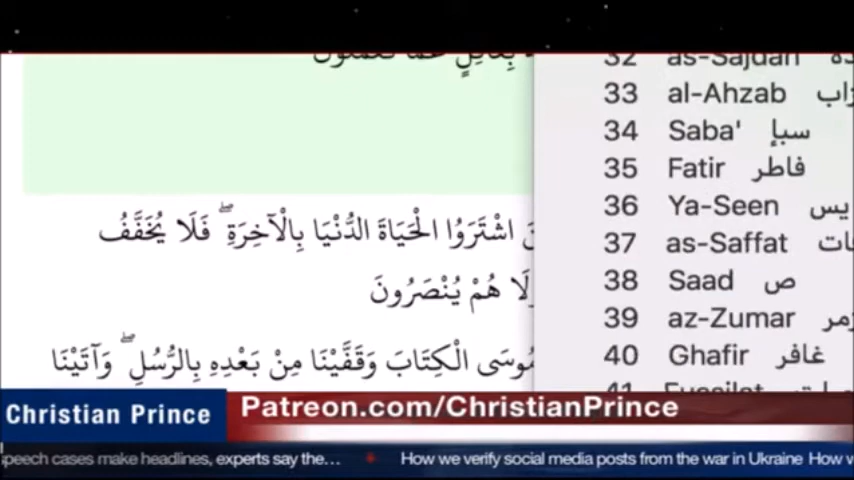 بِغَافِلٍ عَمَّا تَعْمَلُونَ
اشْتَرَوُا الْحَيَاةَ الدُّنْيَا بِالْآخِرَةِ ۖ فَلَا يُخَفَّفُ
وَلَا هُمْ يُنْصَرُونَ
مُوسَى الْكِتَابَ وَقَفَّيْنَا مِنْ بَعْدِهِ بِالرُّسُلِ ۖ وَآتَيْنَا
32 as-Sajdah
33 al-Ahzab
34 Saba' سبإ
35 Fatir فاطر
36 Ya-Seen يس
37 as-Saffat
38 Saad ص
39 az-Zumar
40 Ghafir غافر
41 Fussilat
Christian Prince
Patreon.com/ChristianPrince
speech cases make headlines, experts say the... How we verify social media posts from the war in Ukraine How w